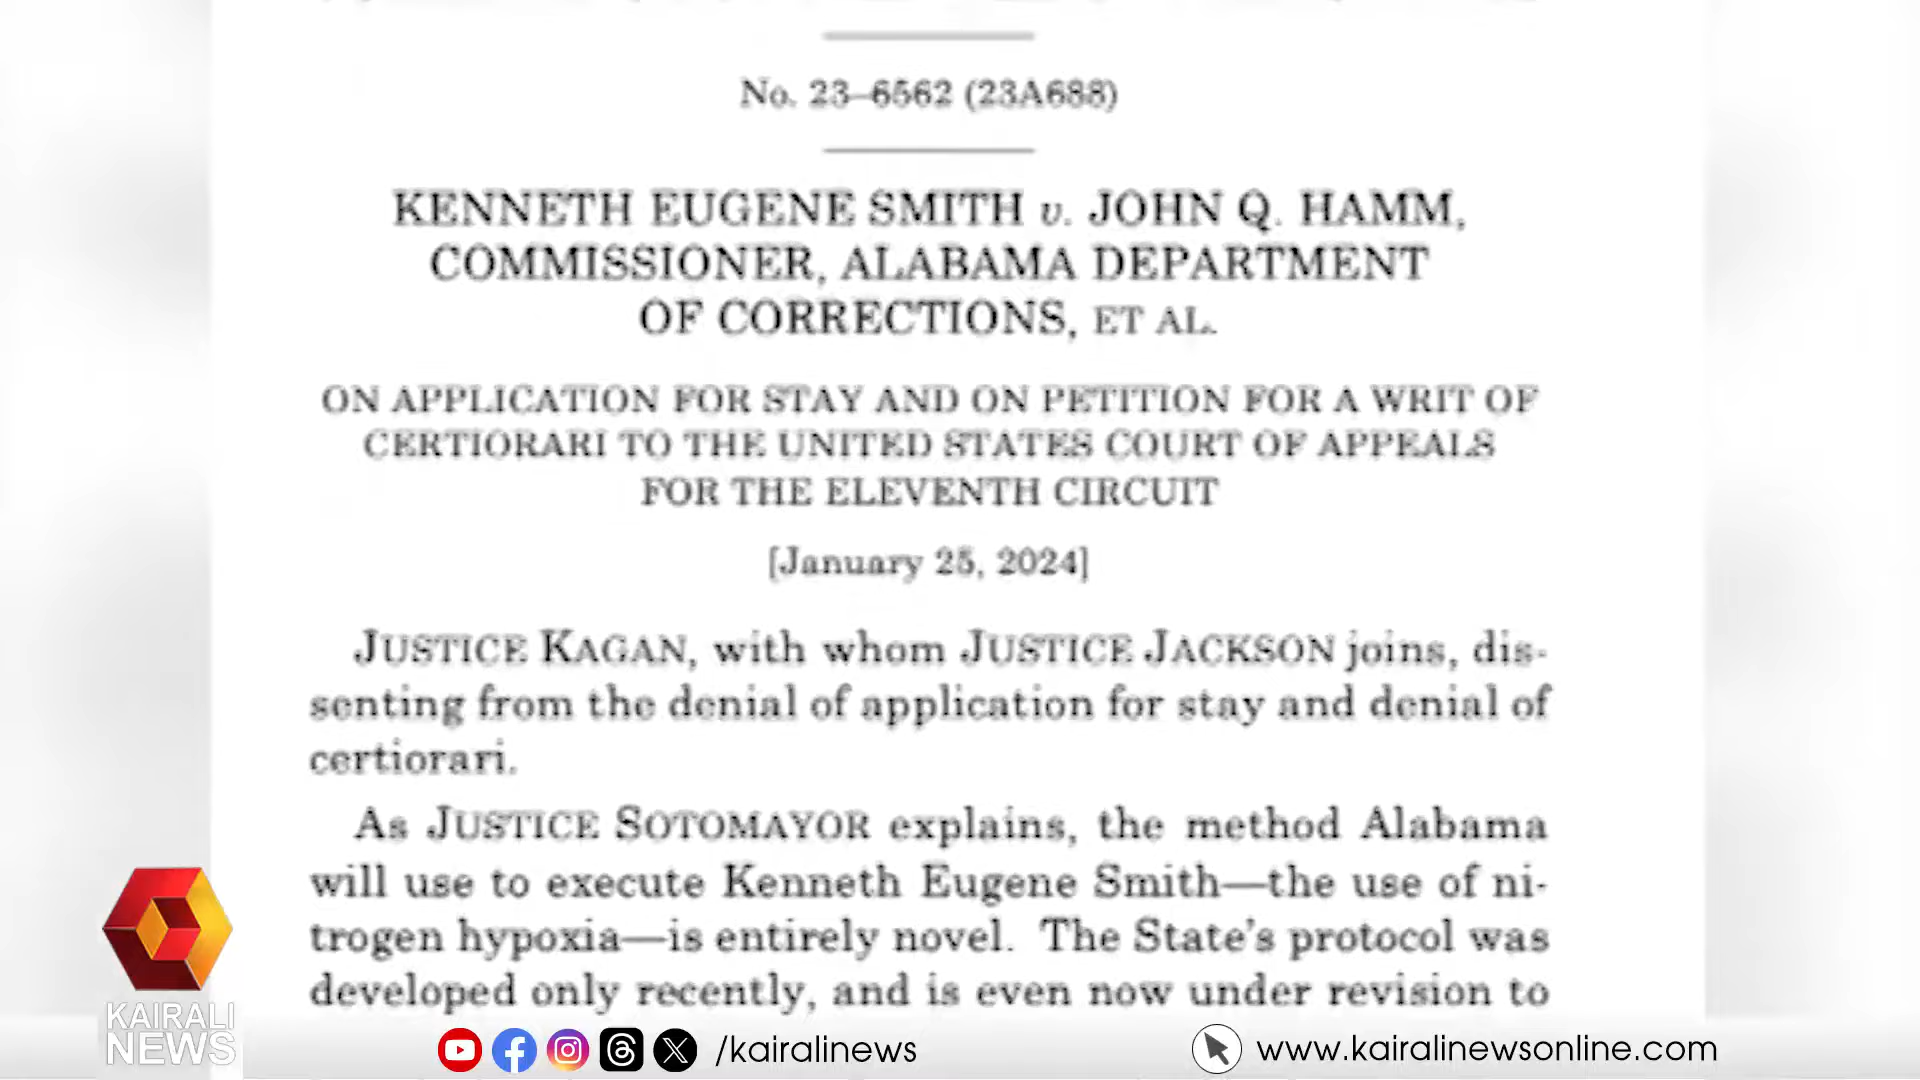 No. 23–6562 (23A688)
KENNETH EUGENE SMITH v. JOHN Q. HAMM,
COMMISSIONER, ALABAMA DEPARTMENT
OF CORRECTIONS, ET AL.
ON APPLICATION FOR STAY AND ON PETITION FOR A WRIT OF
CERTIORARI TO THE UNITED STATES COURT OF APPEALS
FOR THE ELEVENTH CIRCUIT
[January 25, 2024]
JUSTICE KAGAN, with whom JUSTICE JACKSON joins, dis-
senting from the denial of application for stay and denial of
certiorari.
As JUSTICE SOTOMAYOR explains, the method Alabama
will use to execute Kenneth Eugene Smith—the use of ni-
trogen hypoxia—is entirely novel. The State's protocol was
developed only recently, and is even now under revision to
KAIRALI
NEWS
/kairalinews
www.kairalinewsonline.com